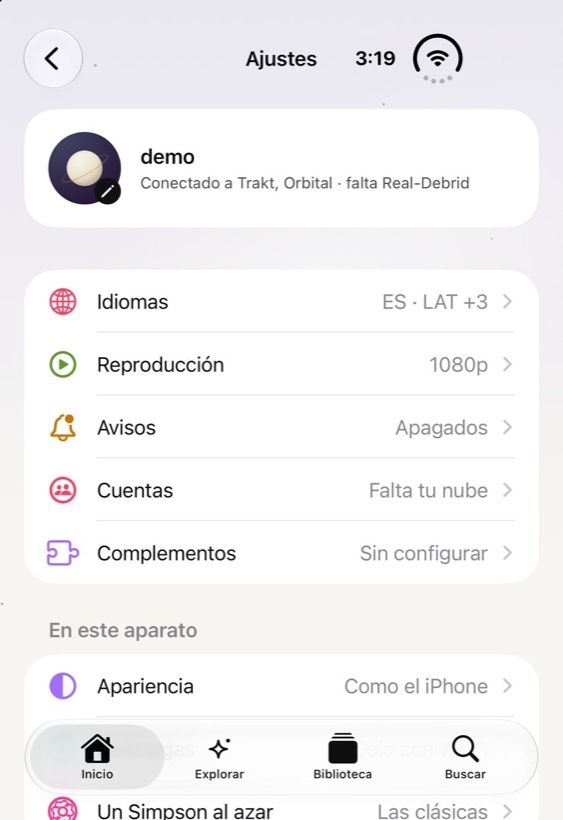 Ajustes
3:19
demo
Conectado a Trakt, Orbital · falta Real-Debrid
Idiomas
ES · LAT +3
Reproducción
1080p
Avisos
Apagados
Cuentas
Falta tu nube
Complementos
Sin configurar
En este aparato
Apariencia
Como el iPhone
Inicio
Explorar
Biblioteca
Buscar
Un Simpson al azar
Las clásicas